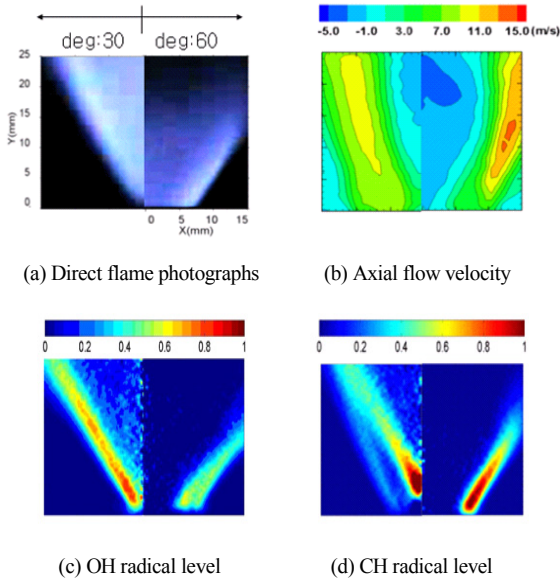 deg:30 deg:60
-5.0 -1.0 3.0 7.0 11.0 15.0 (m/s)
25
20
15
10
5
0
Y(mm)
0 5 10 15
X(mm)
(a) Direct flame photographs
(b) Axial flow velocity
0 0.2 0.4 0.6 0.8 1
0 0.2 0.4 0.6 0.8 1
(c) OH radical level
(d) CH radical level